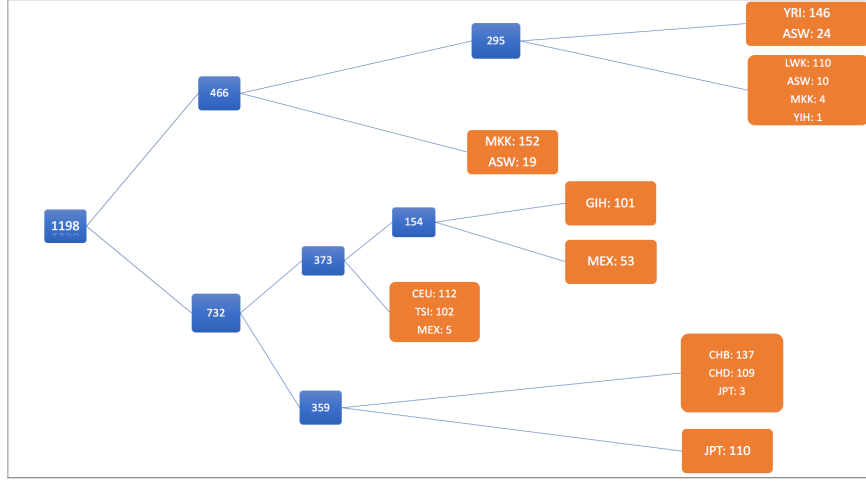 YRI: 146
ASW: 24
295
LWK: 110
ASW: 10
MKK: 4
YIH: 1
466
MKK: 152
ASW: 19
1198
GIH: 101
154
373
MEX: 53
CEU: 112
TSI: 102
MEX: 5
732
CHB: 137
CHD: 109
JPT: 3
359
JPT: 110